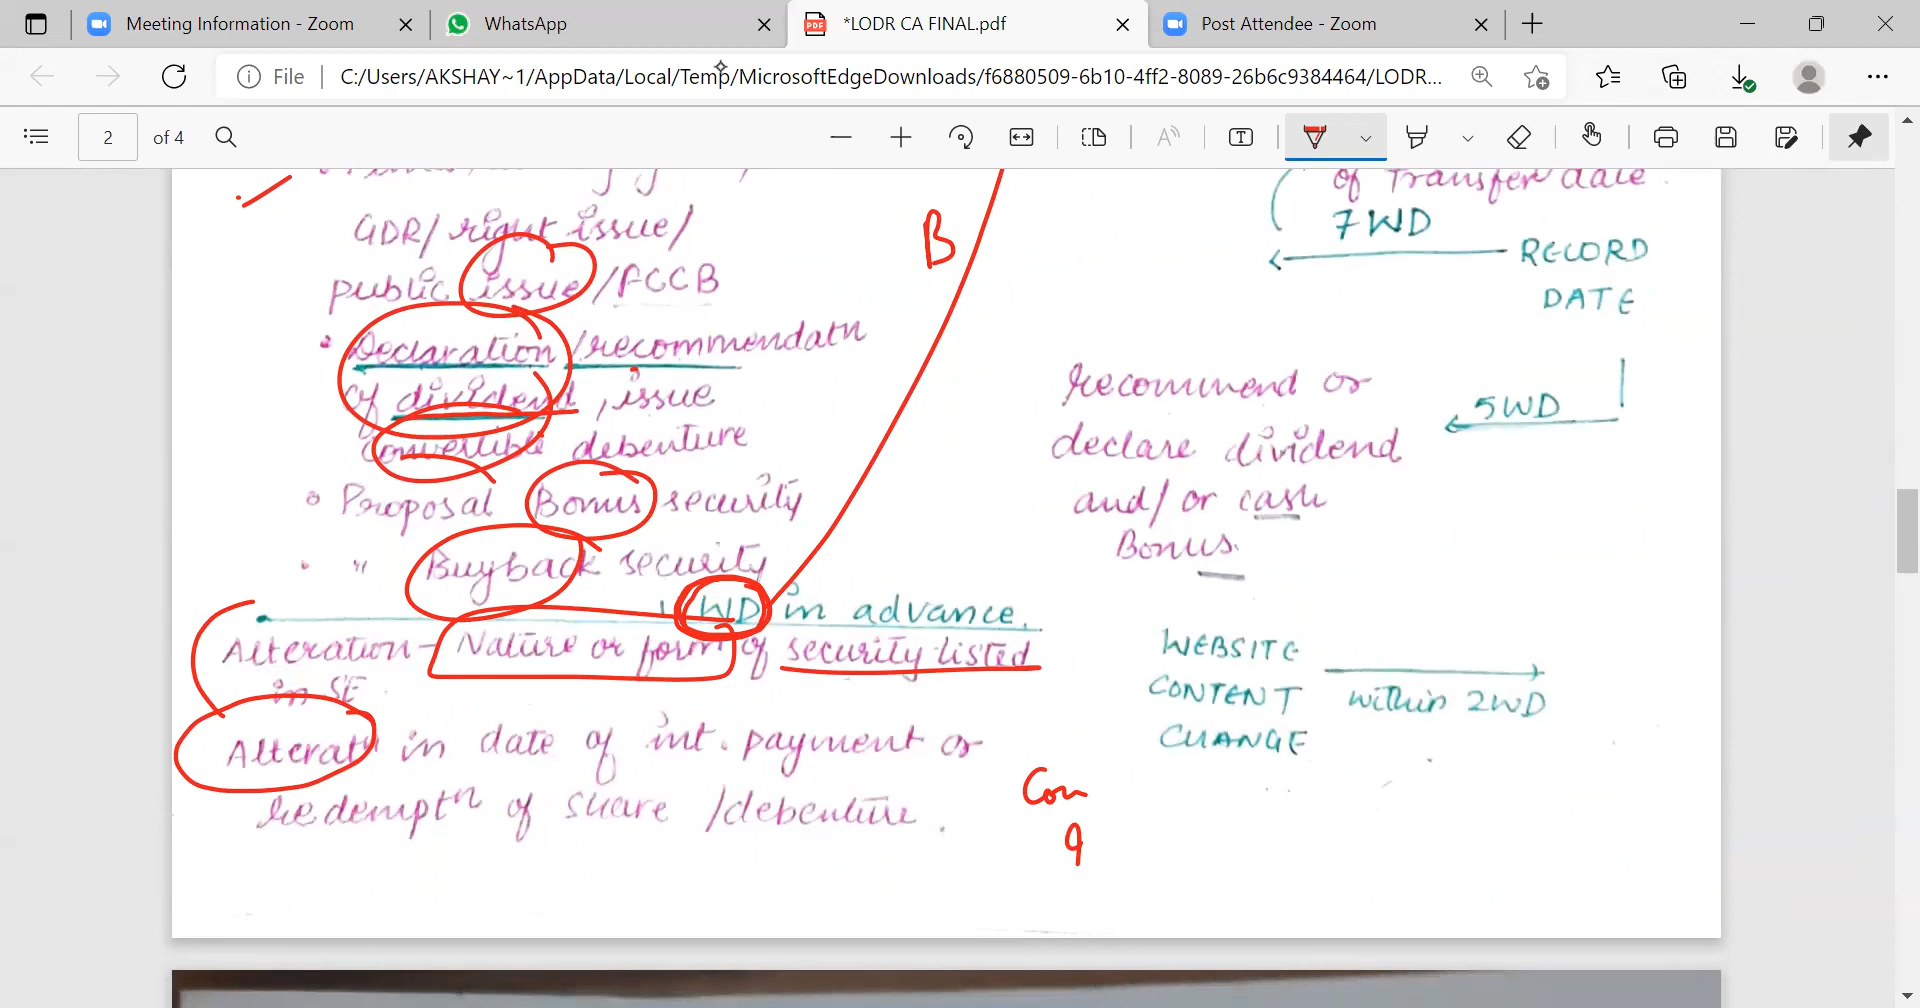 Meeting Information - Zoom
WhatsApp
*LODR CA FINAL.pdf
Post Attendee - Zoom
File
C:/Users/AKSHAY~1/AppData/Local/Temp/MicrosoftEdgeDownloads/f6880509-6b10-4ff2-8089-26b6c9384464/LODR...
2 of 4
GDR/ right issue/
public issue /FCCB
• Declaration /recommendatn
of dividend, issue
convertible debenture
• Proposal Bonus security
• " Buyback security
WD in advance.
Alteration - Nature or form of security listed
in SE
Alteratn in date of int. payment or
redemptn of share /debenture.
B
Con
9
of Transfer date.
7 WD
RECORD
DATE
recommend or
declare dividend
and/ or cash
Bonus.
5WD
WEBSITE
CONTENT
CHANGE
within 2WD